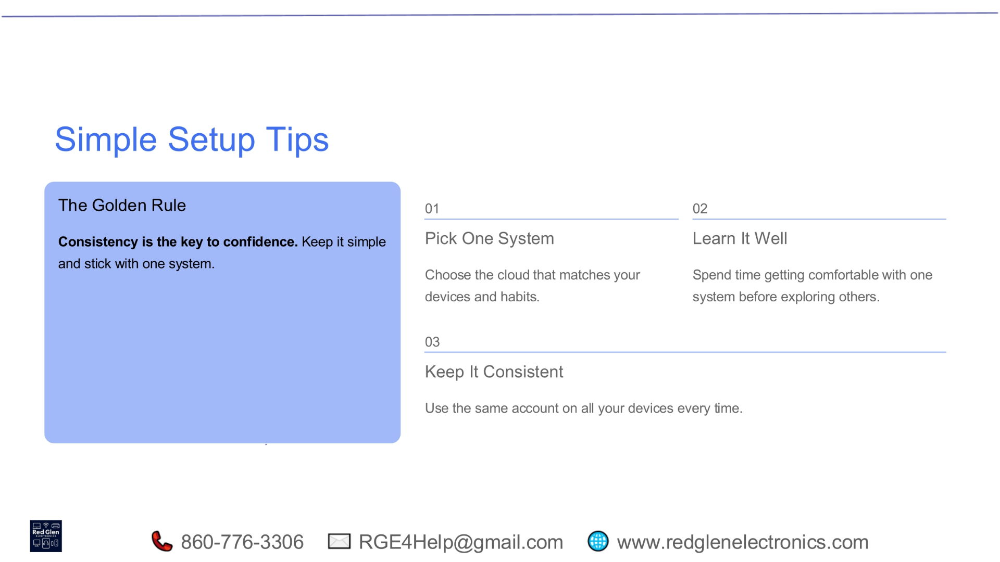 Simple Setup Tips
The Golden Rule
Consistency is the key to confidence. Keep it simple
and stick with one system.
01
Pick One System
Choose the cloud that matches your
devices and habits.
02
Learn It Well
Spend time getting comfortable with one
system before exploring others.
03
Keep It Consistent
Use the same account on all your devices every time.
Red Glen
ELECTRONICS
860-776-3306
RGE4Help@gmail.com
www.redglenelectronics.com